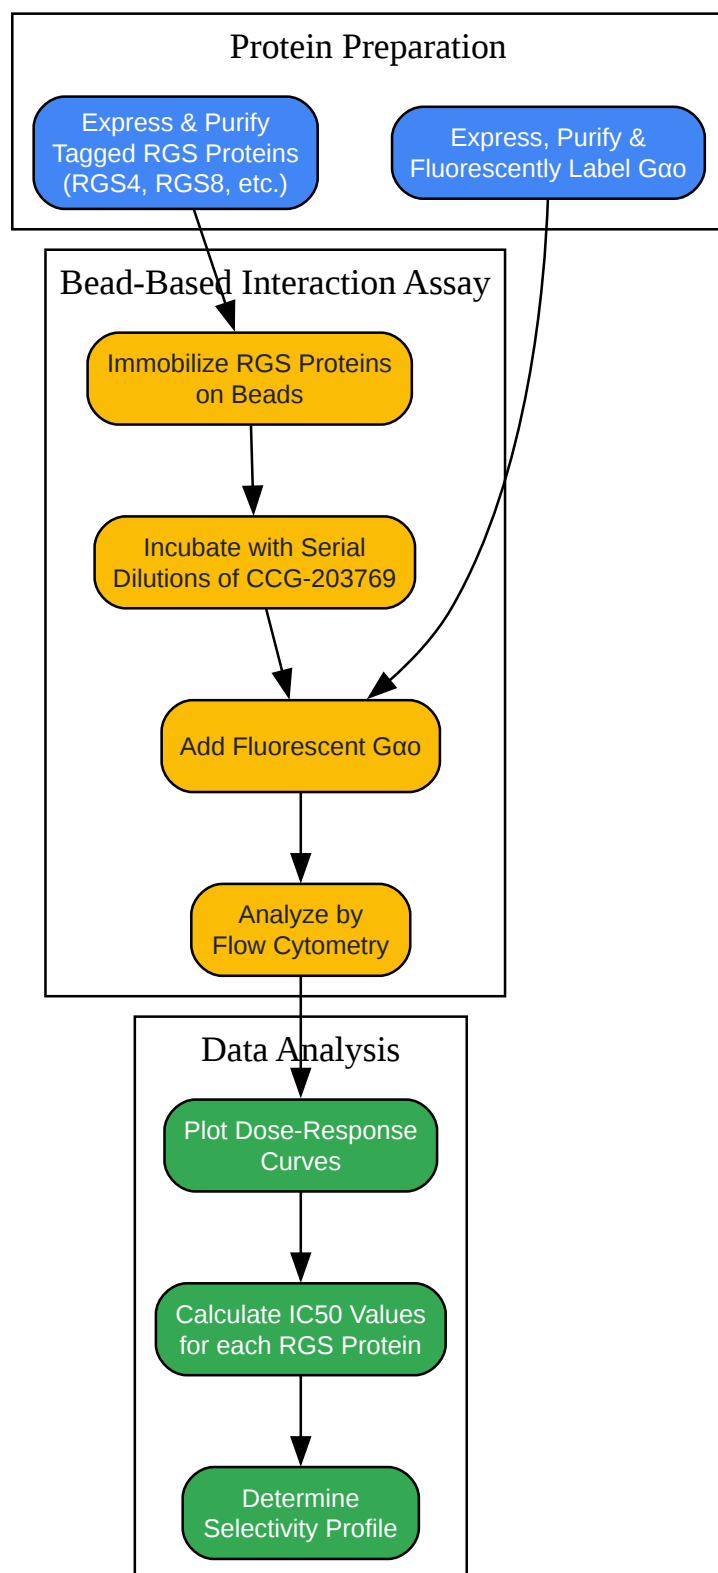 Protein Preparation
Express & Purify
Tagged RGS Proteins
(RGS4, RGS8, etc.)
Express, Purify &
Fluorescently Label Gαo
Bead-Based Interaction Assay
Immobilize RGS Proteins
on Beads
Incubate with Serial
Dilutions of CCG-203769
Add Fluorescent Gαo
Analyze by
Flow Cytometry
Data Analysis
Plot Dose-Response
Curves
Calculate IC50 Values
for each RGS Protein
Determine
Selectivity Profile